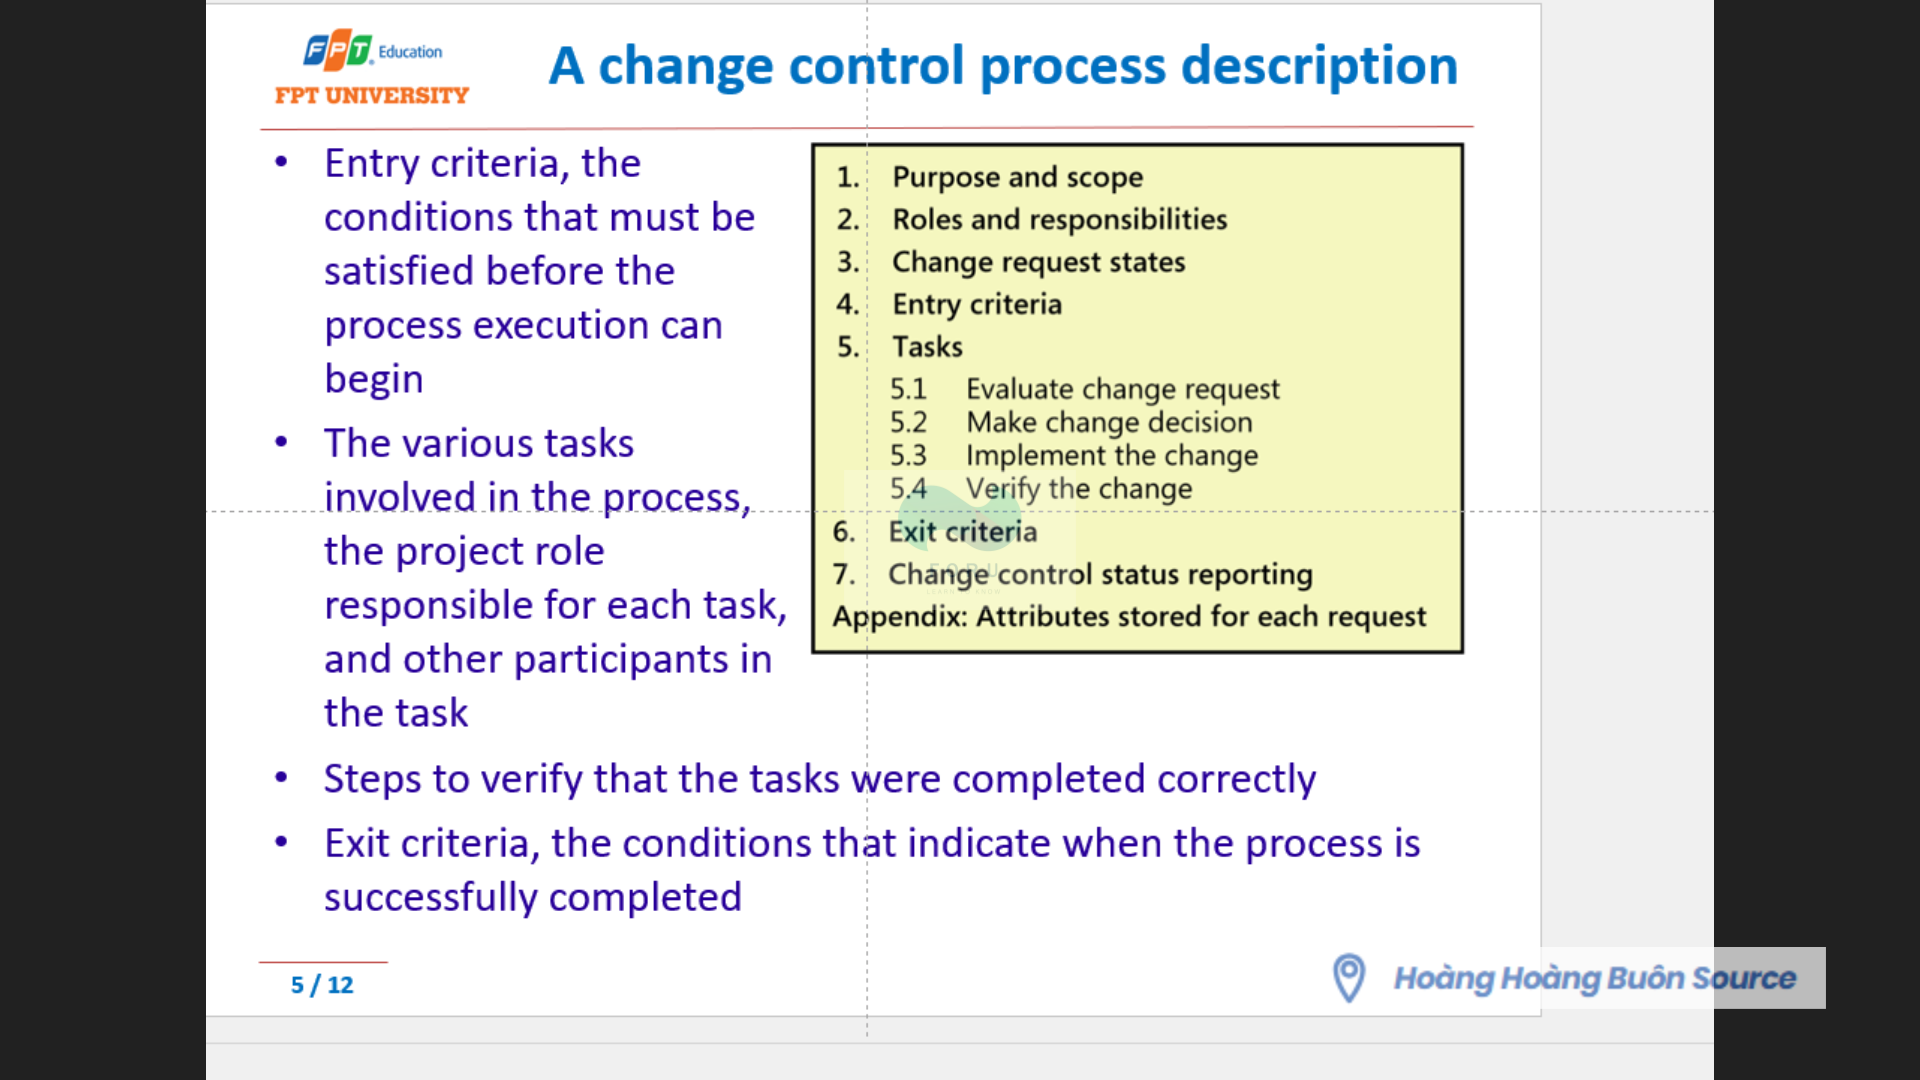 FPT Education
FPT UNIVERSITY
A change control process description
• Entry criteria, the
conditions that must be
satisfied before the
process execution can
begin
• The various tasks
involved in the process,
the project role
responsible for each task,
and other participants in
the task
• Steps to verify that the tasks were completed correctly
• Exit criteria, the conditions that indicate when the process is
successfully completed
1. Purpose and scope
2. Roles and responsibilities
3. Change request states
4. Entry criteria
5. Tasks
5.1 Evaluate change request
5.2 Make change decision
5.3 Implement the change
5.4 Verify the change
6. Exit criteria
7. Change control status reporting
Appendix: Attributes stored for each request
5 / 12
Hoàng Hoàng Buôn Source